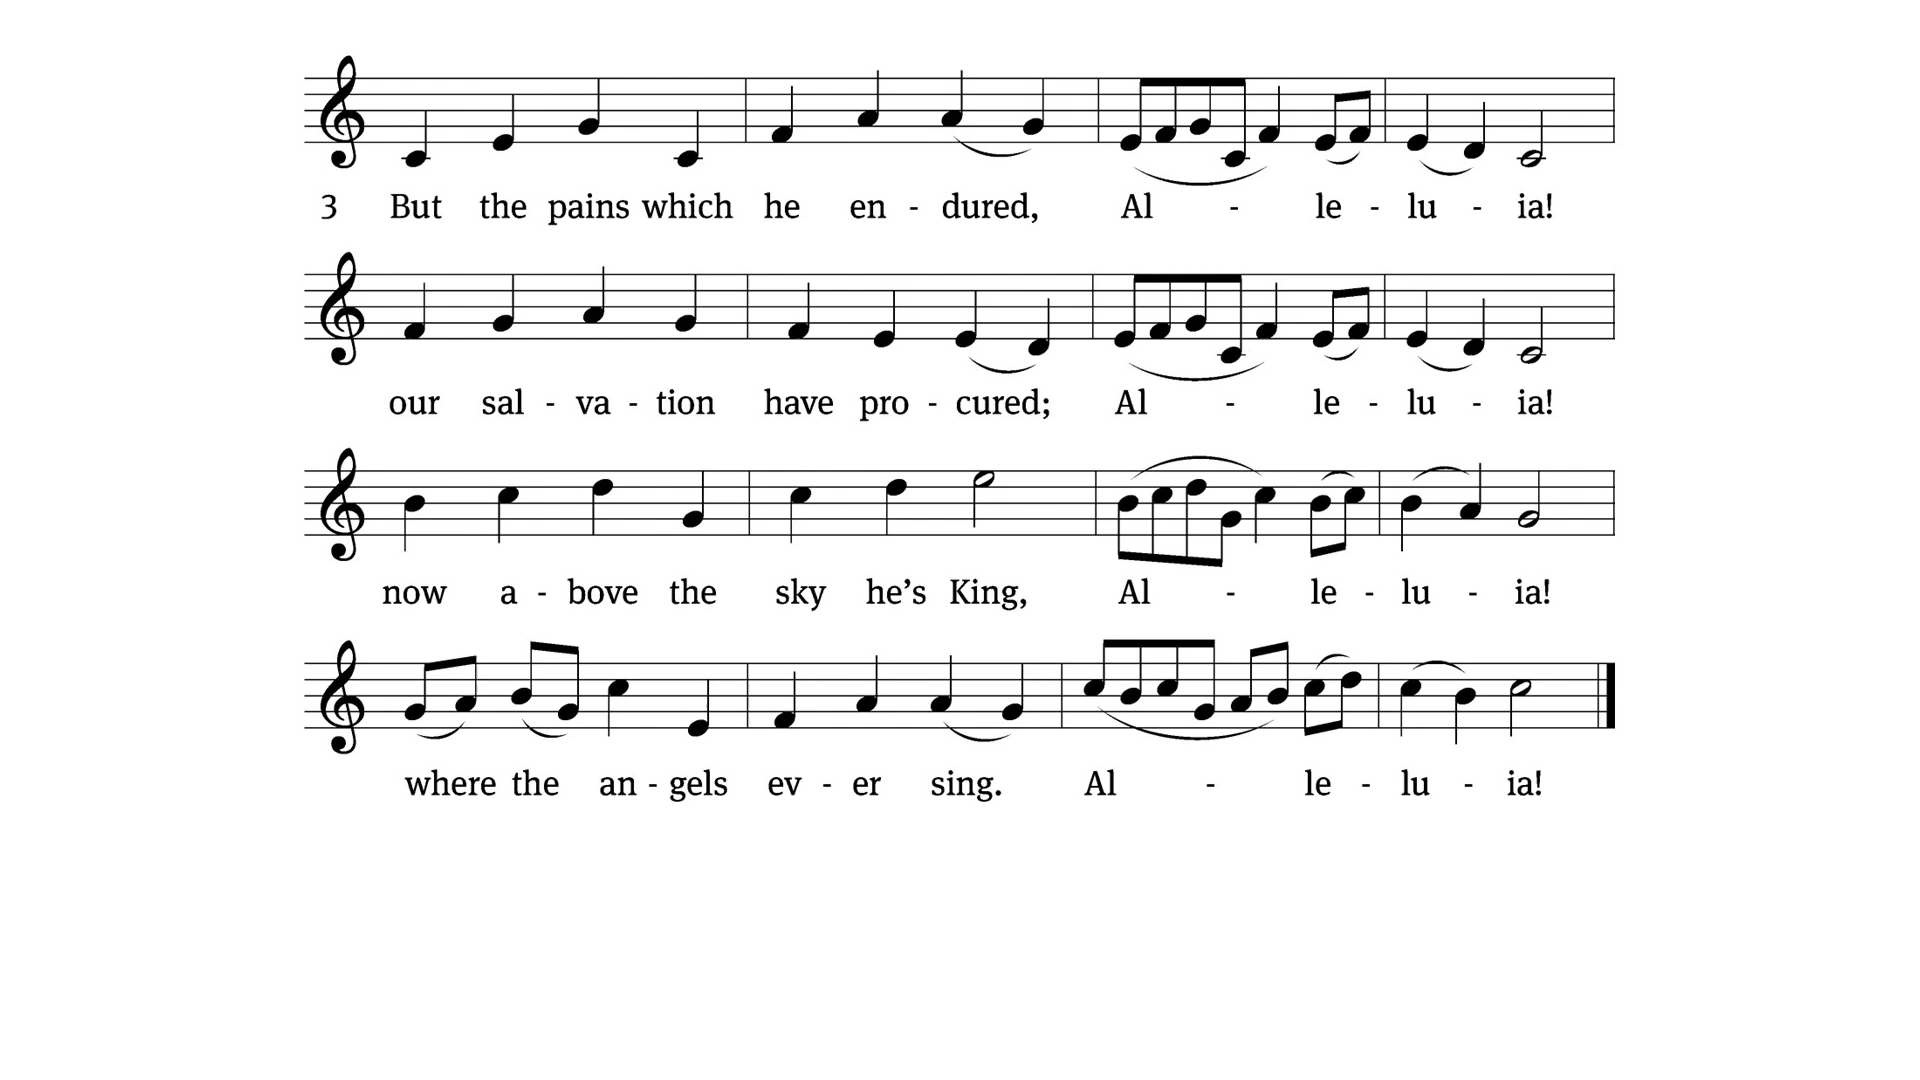 3 But the pains which he en - dured, Al - le - lu - ia!
our sal - va - tion have pro - cured; Al - le - lu - ia!
now a - bove the sky he’s King, Al - le - lu - ia!
where the an - gels ev - er sing. Al - le - lu - ia!